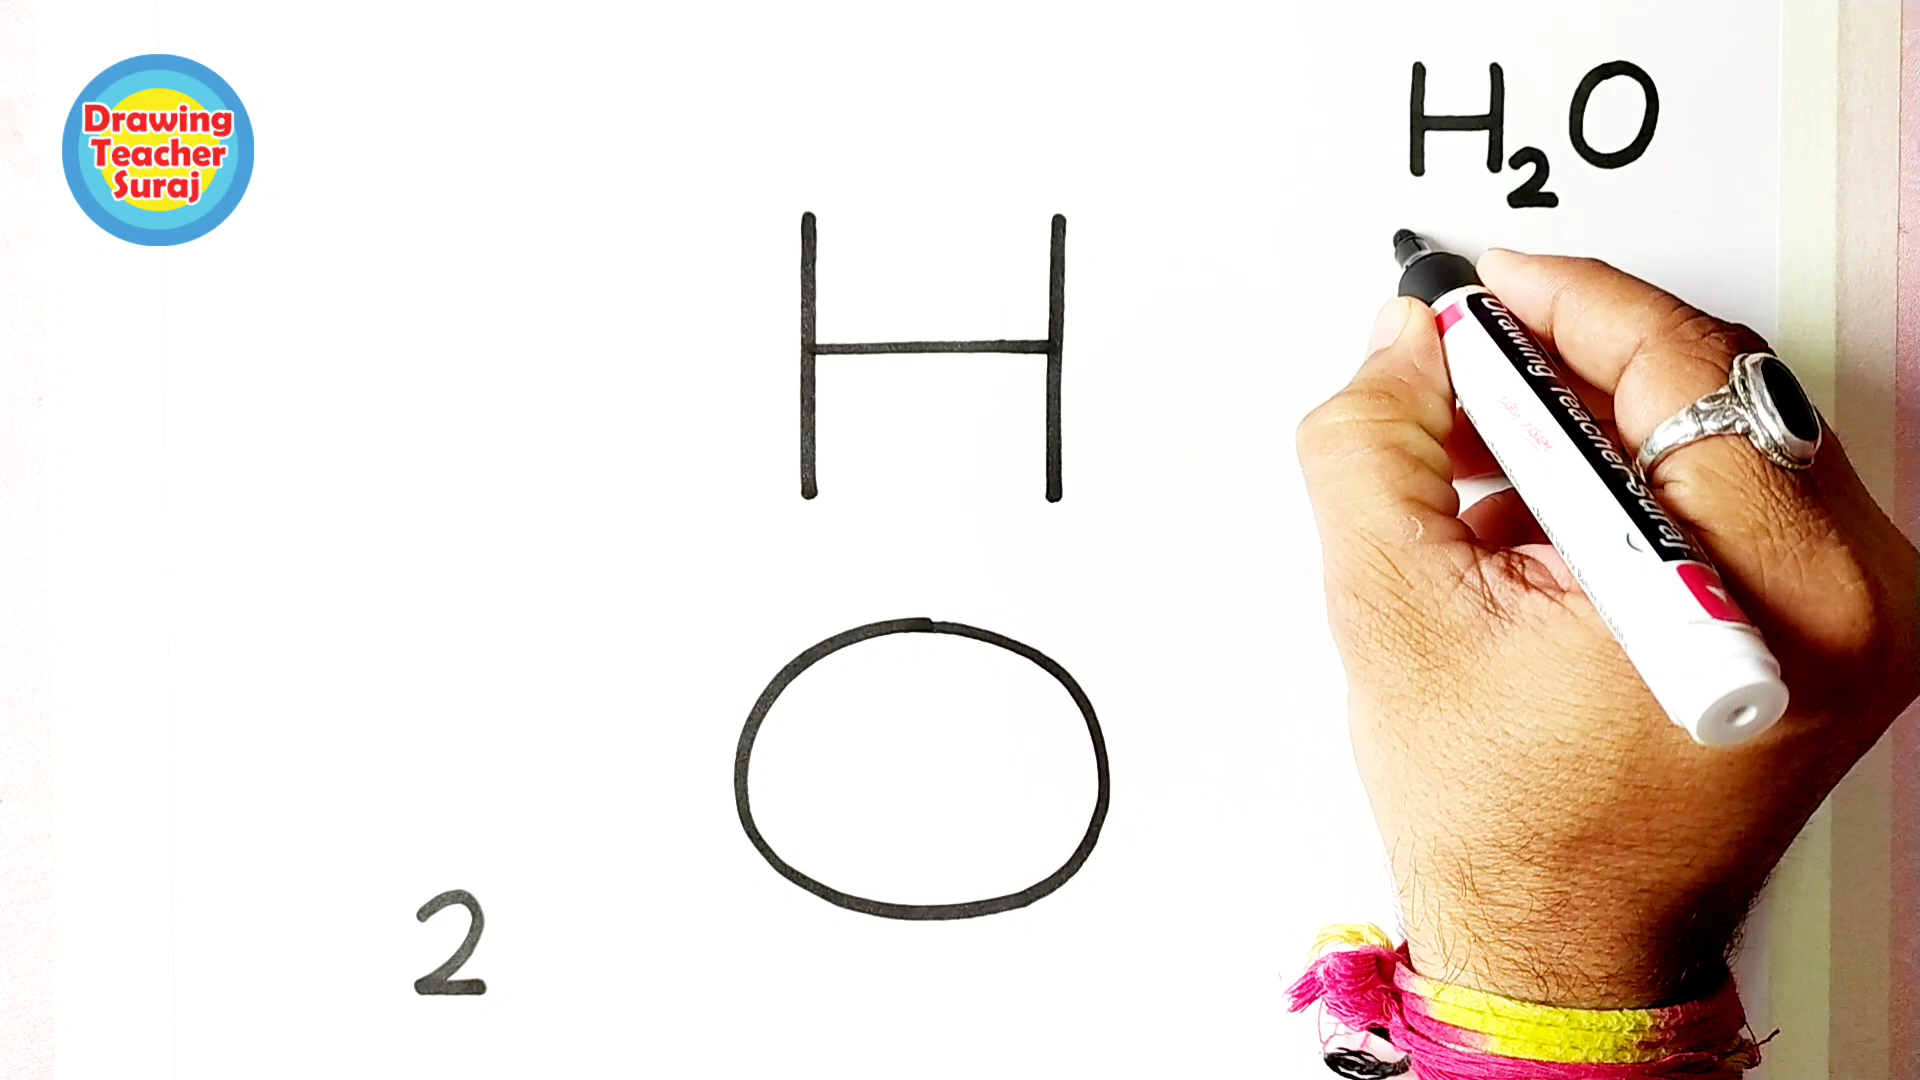 Drawing
Teacher
Suraj
H₂O
H
O
2
Drawing Teacher Suraj